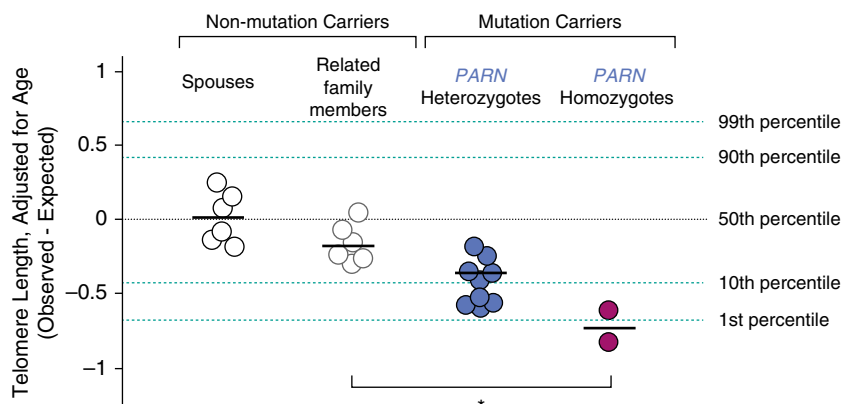 Non-mutation Carriers
Mutation Carriers
Spouses
Related
family
members
PARN
Heterozygotes
PARN
Homozygotes
Telomere Length, Adjusted for Age
(Observed - Expected)
1
0.5
0
−0.5
−1
99th percentile
90th percentile
50th percentile
10th percentile
1st percentile
*